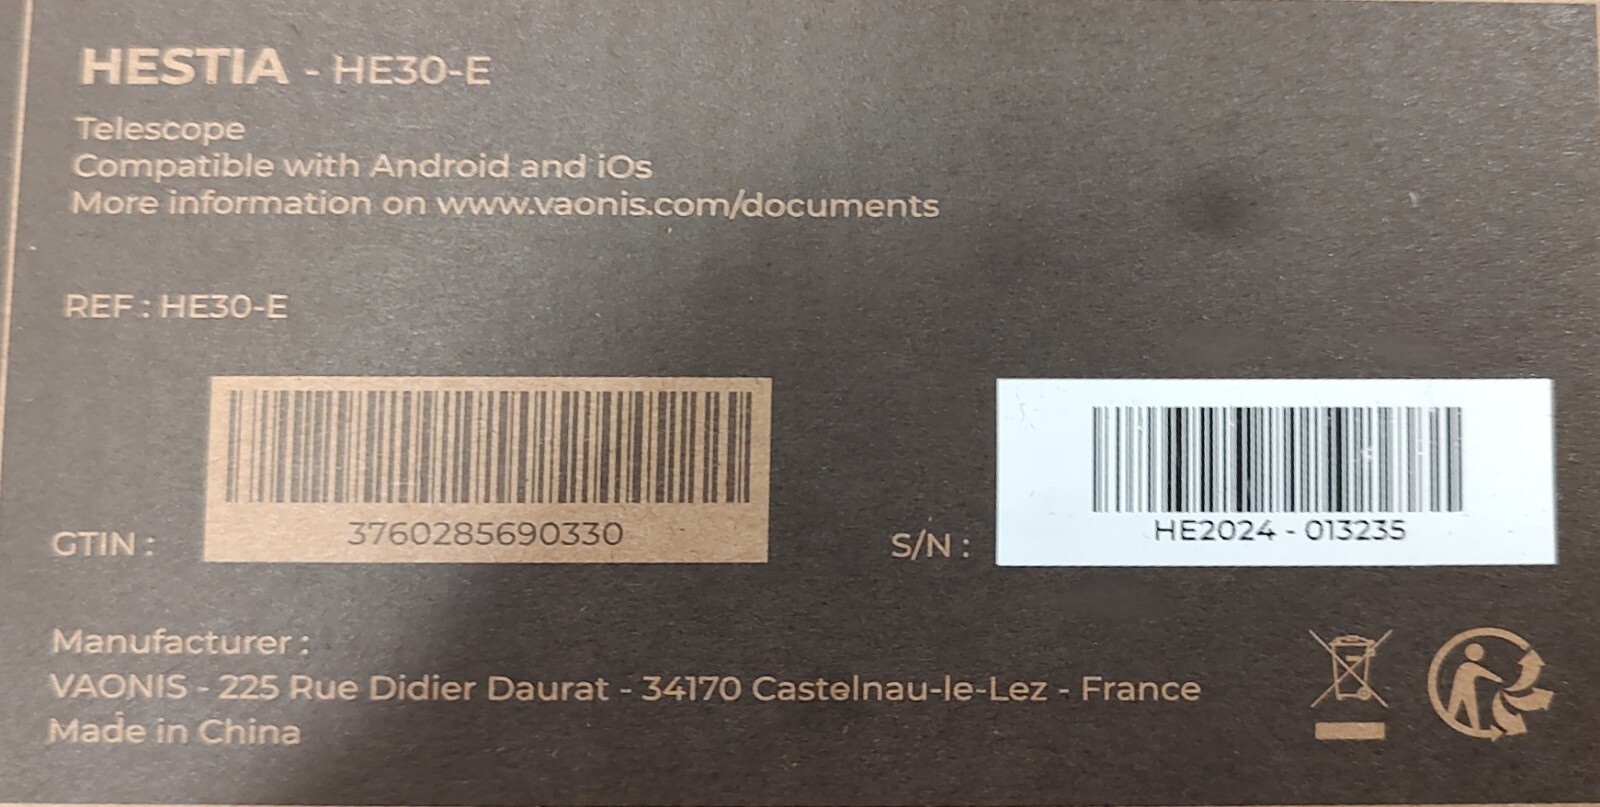 HESTIA - HE30-E
Telescope
Compatible with Android and iOs
More information on www.vaonis.com/documents
REF : HE30-E
GTIN : 3760285690330
S/N : HE2024 - 013235
Manufacturer :
VAONIS - 225 Rue Didier Daurat - 34170 Castelnau-le-Lez - France
Made in China